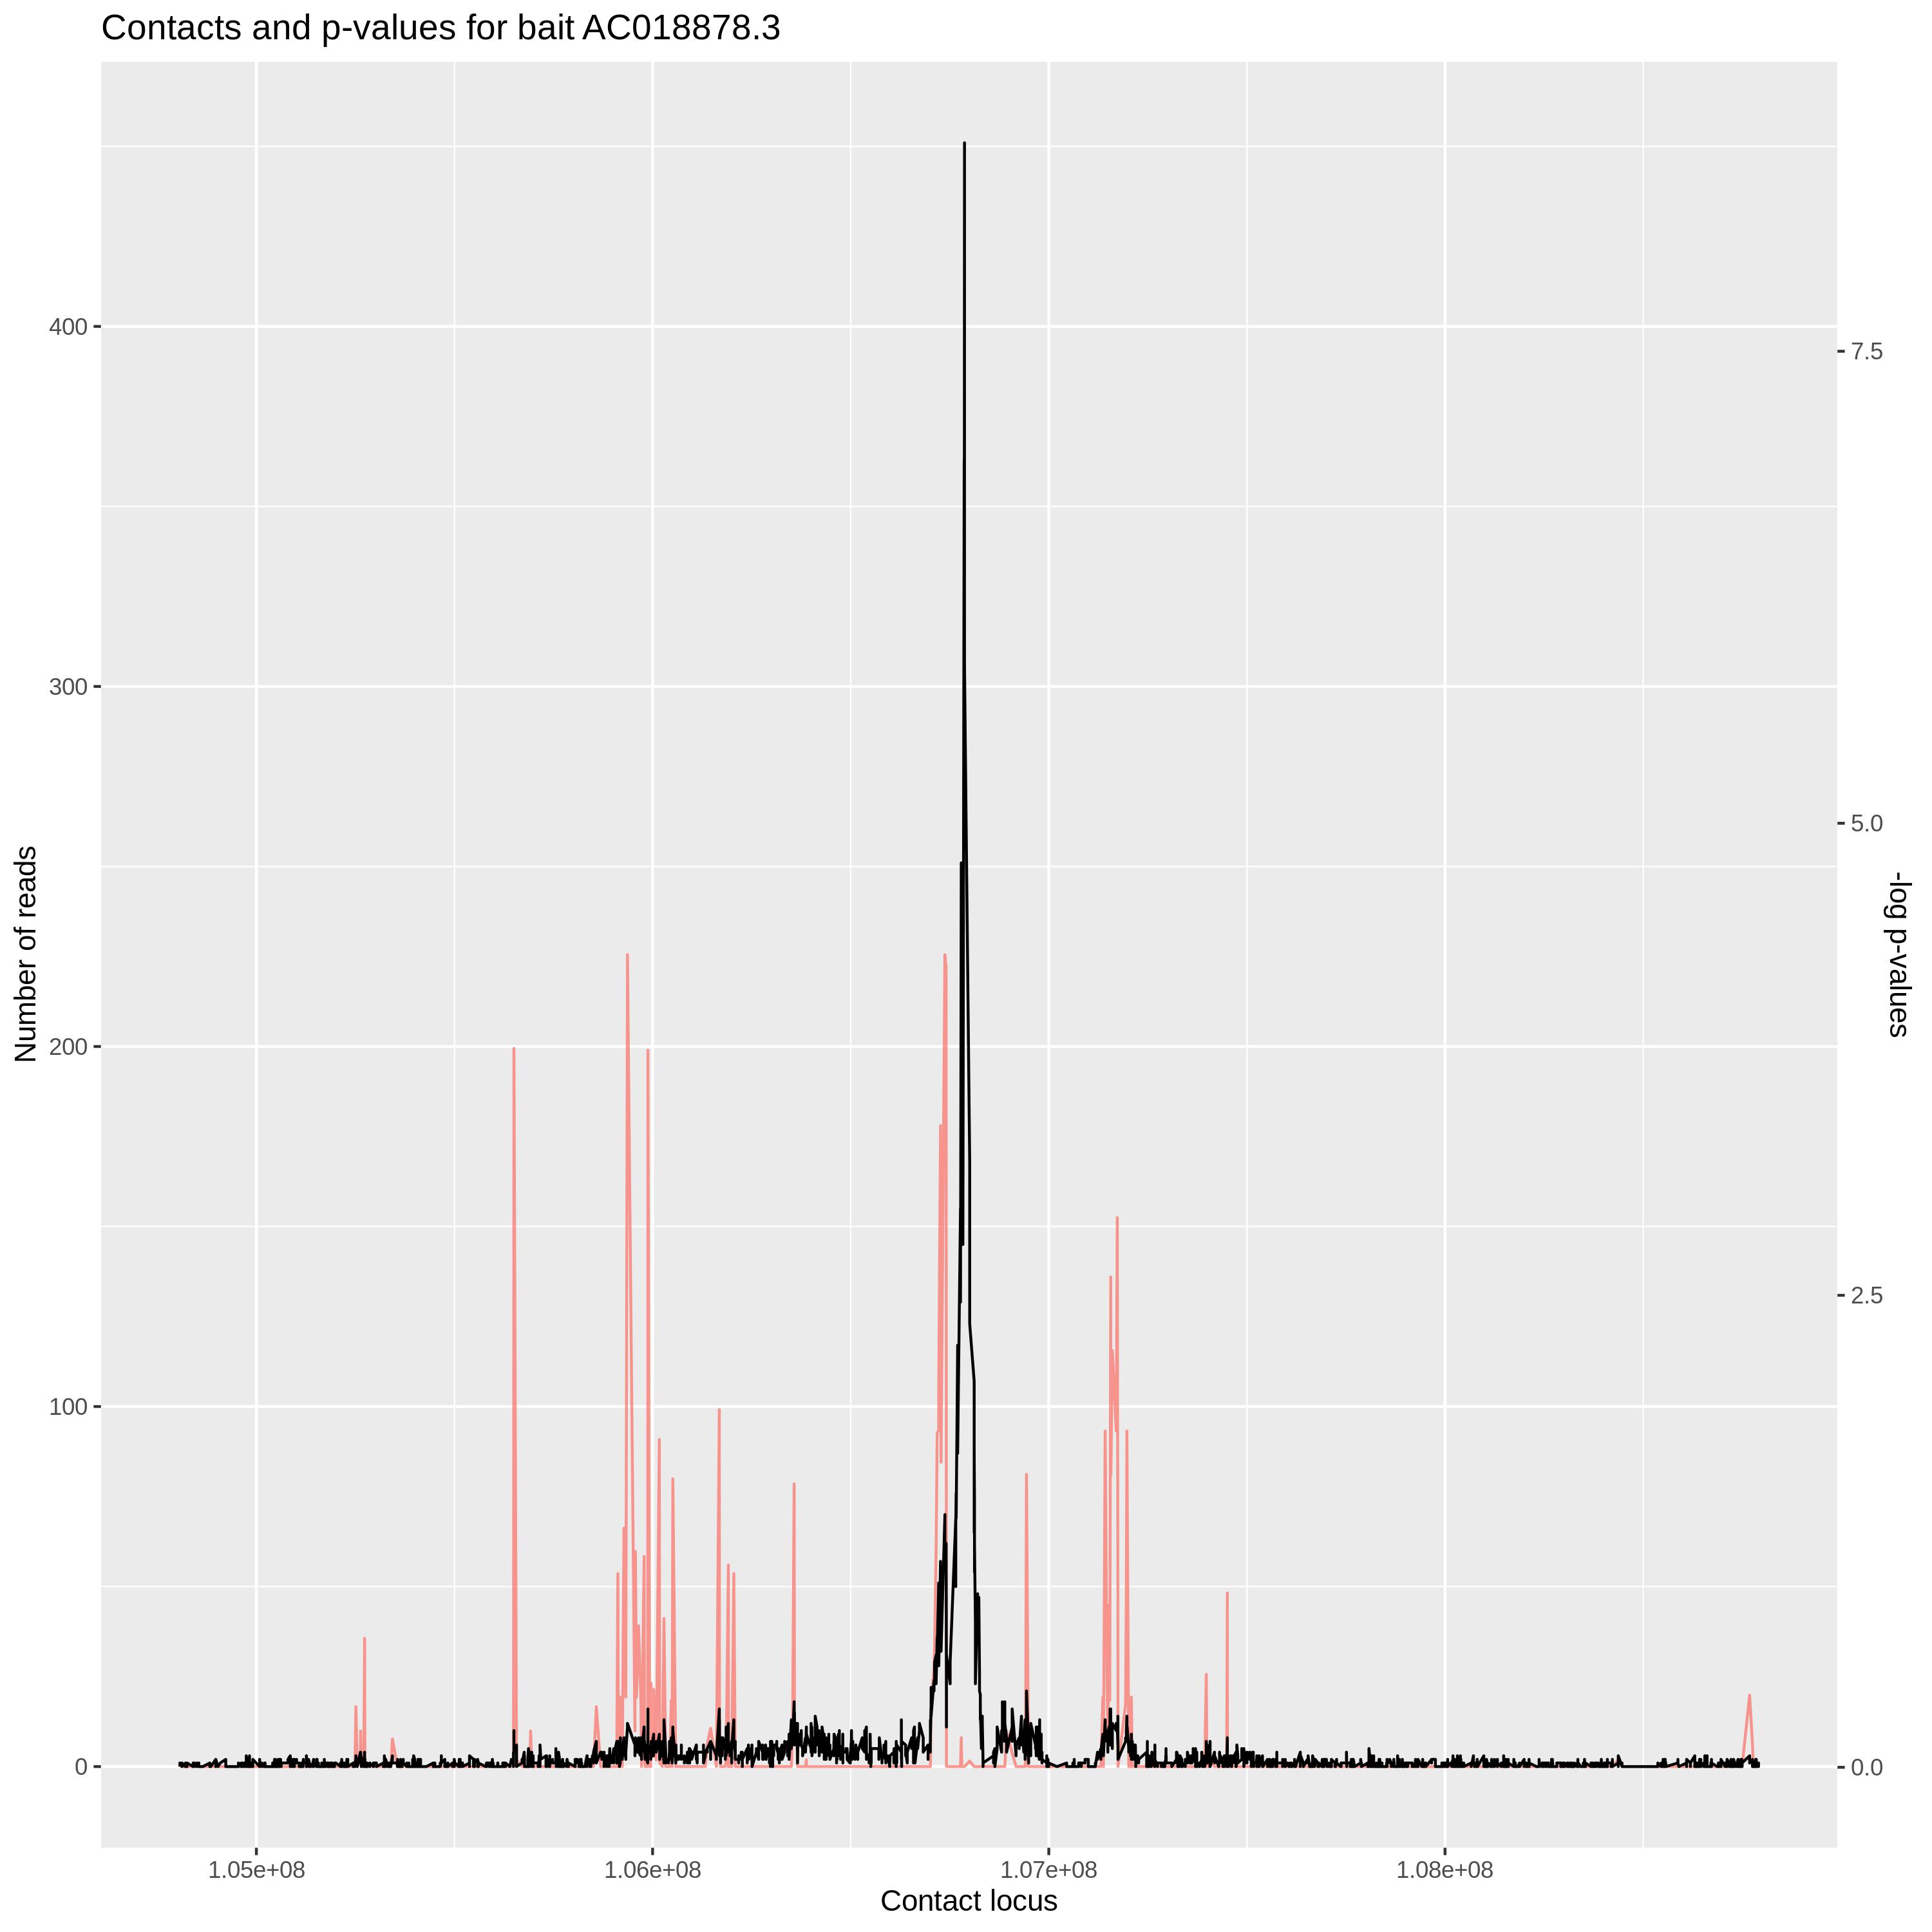 Contacts and p-values for bait AC018878.3
Number of reads
400
300
200
100
0
7.5
5.0
2.5
0.0
-log p-values
1.05e+08
1.06e+08
1.07e+08
1.08e+08
Contact locus